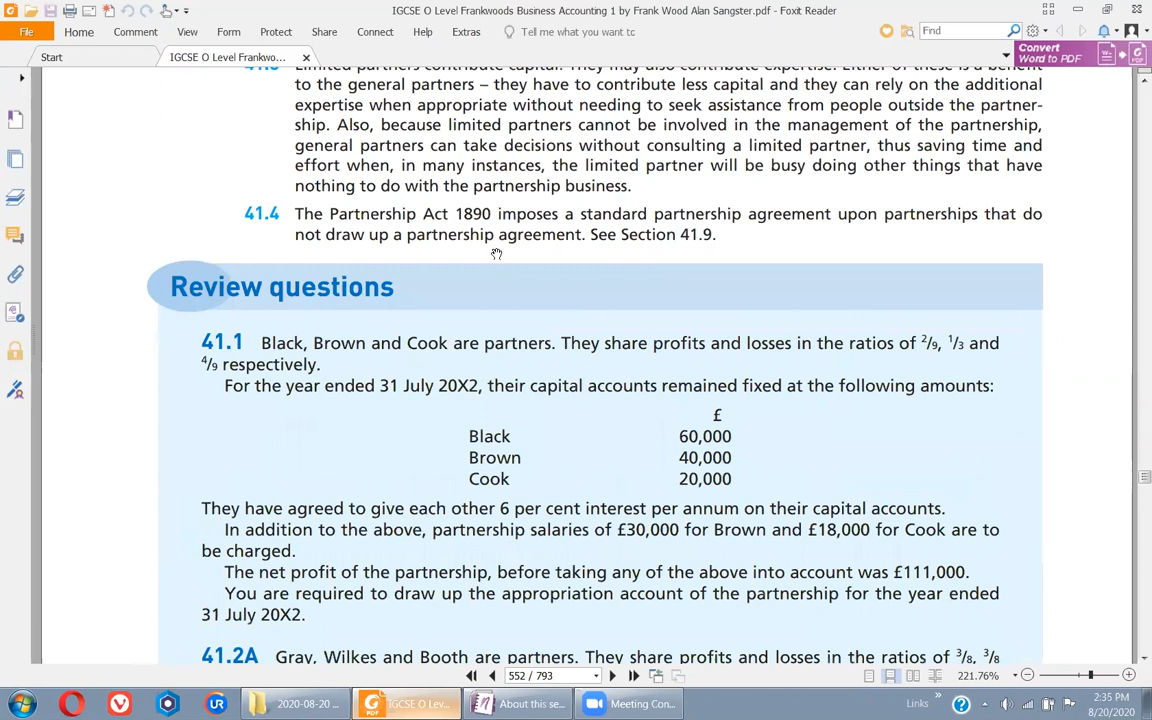 IGCSE O Level Frankwoods Business Accounting 1 by Frank Wood Alan Sangster.pdf - Foxit Reader
File Home Comment View Form Protect Share Connect Help Extras Tell me what you want tc Find
Start IGCSE O Level Frankwo...
Convert
Word to PDF
to the general partners – they have to contribute less capital and they can rely on the additional
expertise when appropriate without needing to seek assistance from people outside the partner-
ship. Also, because limited partners cannot be involved in the management of the partnership,
general partners can take decisions without consulting a limited partner, thus saving time and
effort when, in many instances, the limited partner will be busy doing other things that have
nothing to do with the partnership business.
41.4 The Partnership Act 1890 imposes a standard partnership agreement upon partnerships that do
not draw up a partnership agreement. See Section 41.9.
Review questions
41.1 Black, Brown and Cook are partners. They share profits and losses in the ratios of 2/9, 1/3 and
4/9 respectively.
For the year ended 31 July 20X2, their capital accounts remained fixed at the following amounts:
£
Black 60,000
Brown 40,000
Cook 20,000
They have agreed to give each other 6 per cent interest per annum on their capital accounts.
In addition to the above, partnership salaries of £30,000 for Brown and £18,000 for Cook are to
be charged.
The net profit of the partnership, before taking any of the above into account was £111,000.
You are required to draw up the appropriation account of the partnership for the year ended
31 July 20X2.
41.2A Gray, Wilkes and Booth are partners. They share profits and losses in the ratios of 3/8, 3/8
552 / 793 221.76%
2020-08-20 ... IGCSE O Lev... About this se... Meeting Con... Links 2:35 PM
8/20/2020